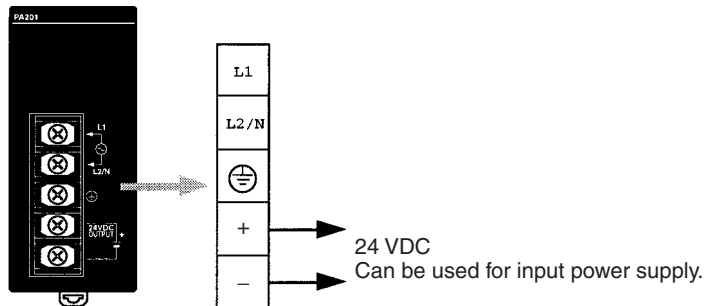 PA201
L1
L2/N
24VDC
OUTPUT
+
L1
L2/N
+
−
24 VDC
Can be used for input power supply.